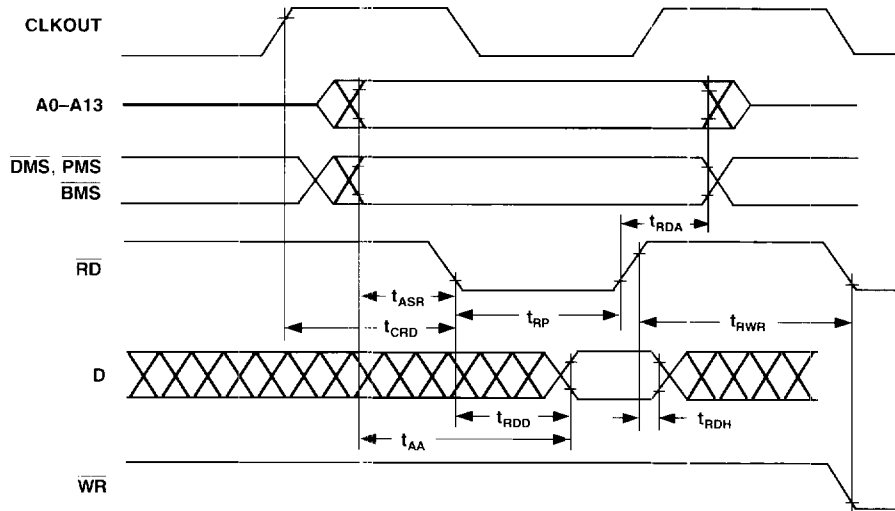 CLKOUT
A0–A13
DMS, PMS
BMS
tRDA
RD
tASR
tRP
tCRD
tRWR
D
tRDD
tRDH
tAA
WR